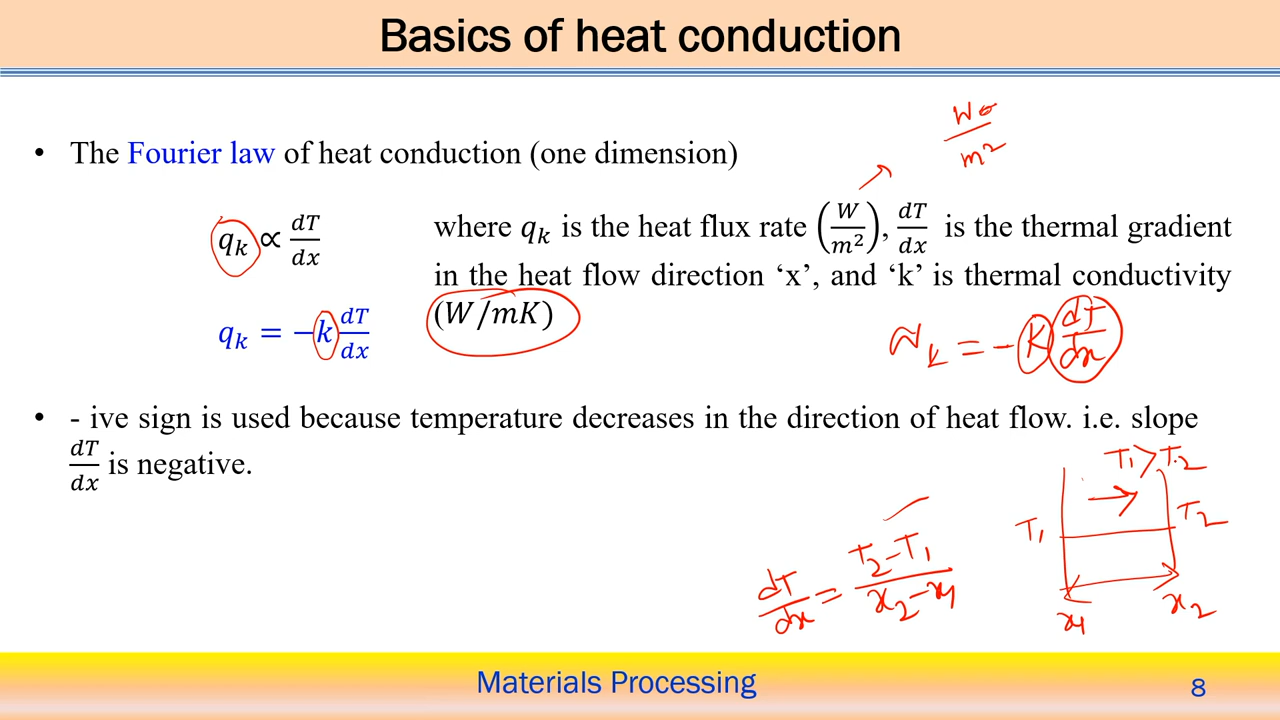 Basics of heat conduction
W
m²
• The Fourier law of heat conduction (one dimension)
q_k ∝ dT/dx
where q_k is the heat flux rate (W/m²), dT/dx is the thermal gradient
in the heat flow direction ‘x’, and ‘k’ is thermal conductivity
(W/mK)
q_k = −k dT/dx
k = -K dT/dx
• - ive sign is used because temperature decreases in the direction of heat flow. i.e. slope
dT/dx is negative.
T1 > T2
T1
T2
dT/dx = T2-T1/x2-x1
x1
x2
Materials Processing
8